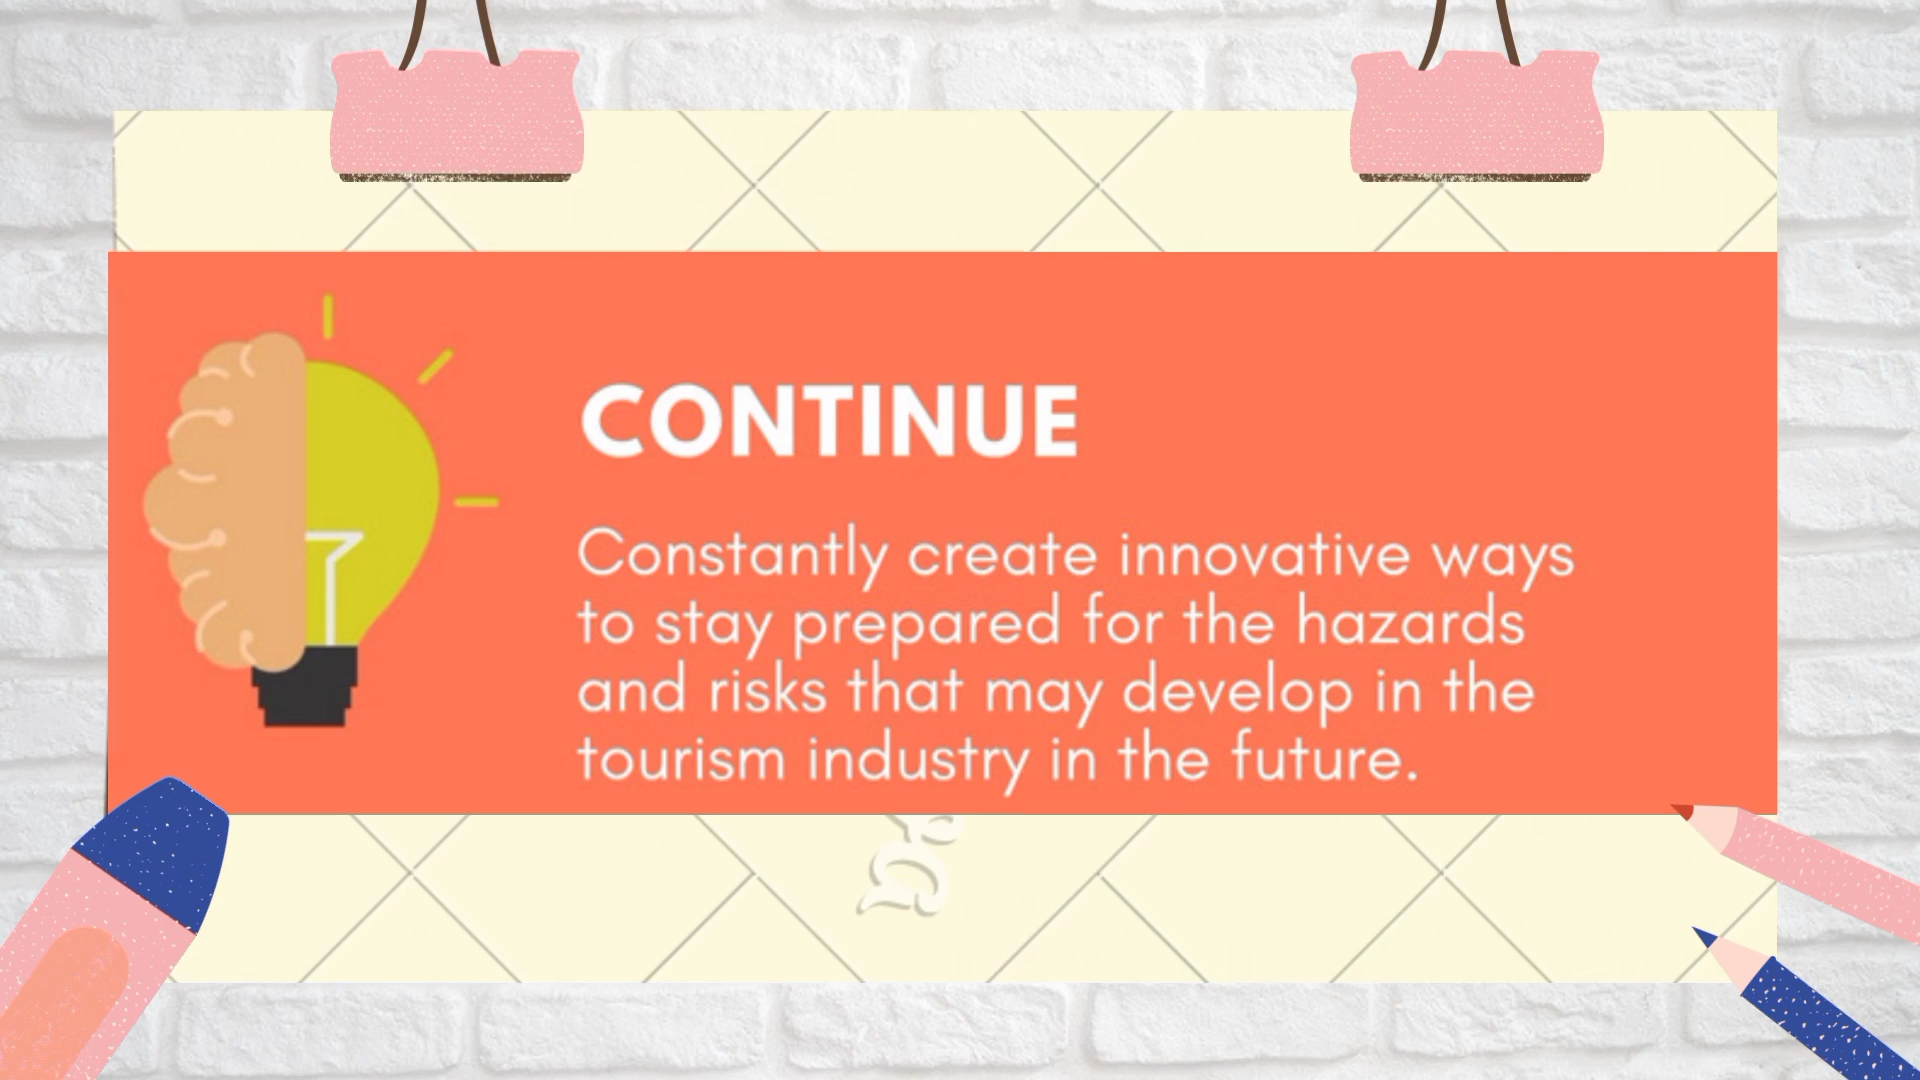 CONTINUE
Constantly create innovative ways
to stay prepared for the hazards
and risks that may develop in the
tourism industry in the future.